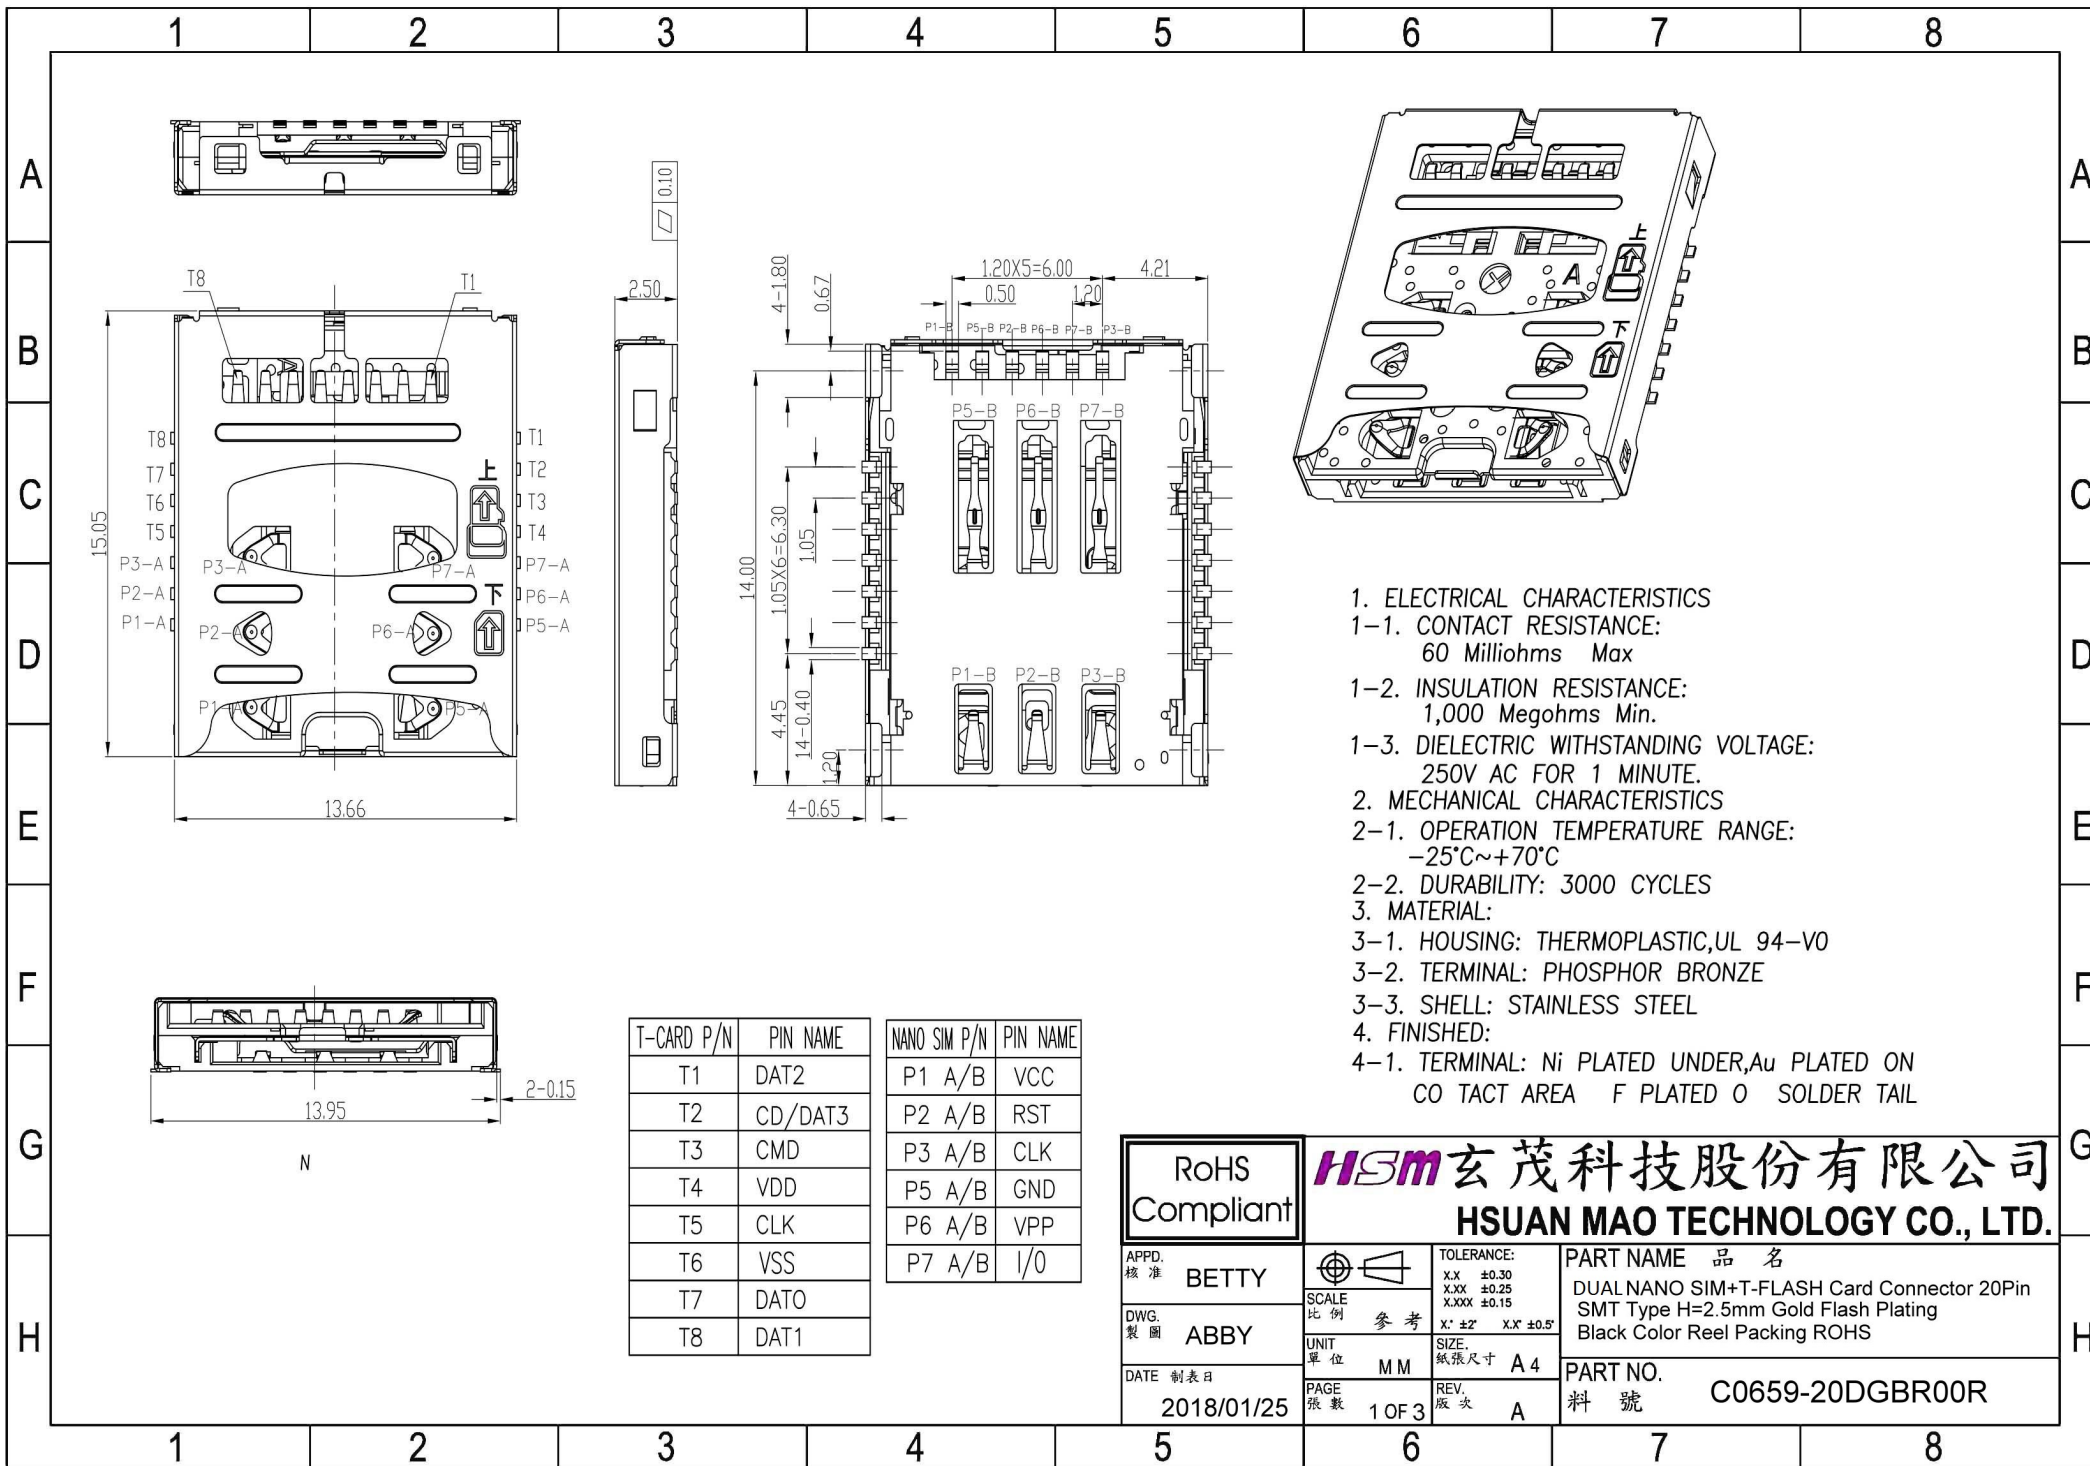 1 2 3 4 5 6 7 8
A A
B B
C C
D D
E E
F F
G G
H H
0.10
T8
T1
15.05
13.66
T8
T7
T6
T5
P3-A
P2-A
P1-A
T1
T2
T3
T4
P7-A
P6-A
P5-A
P3-A
P7-A
P2-A
P6-A
P5-A
A
上
下
2.50
4-1.80
0.67
1.20X5=6.00
4.21
0.50
1.20
P1-B P5-B P2-B P6-B P7-B P3-B
P5-B P6-B P7-B
14.00
1.05X6=6.30
1.05
4.45
14-0.40
1.20
4-0.65
P1-B P2-B P3-B
上
A
下
13.95
2-0.15
N
1. ELECTRICAL CHARACTERISTICS
1-1. CONTACT RESISTANCE:
60 Milliohms Max
1-2. INSULATION RESISTANCE:
1,000 Megohms Min.
1-3. DIELECTRIC WITHSTANDING VOLTAGE:
250V AC FOR 1 MINUTE.
2. MECHANICAL CHARACTERISTICS
2-1. OPERATION TEMPERATURE RANGE:
-25°C~+70°C
2-2. DURABILITY: 3000 CYCLES
3. MATERIAL:
3-1. HOUSING: THERMOPLASTIC,UL 94-V0
3-2. TERMINAL: PHOSPHOR BRONZE
3-3. SHELL: STAINLESS STEEL
4. FINISHED:
4-1. TERMINAL: Ni PLATED UNDER,Au PLATED ON
CO TACT AREA F PLATED O SOLDER TAIL
T-CARD P/N PIN NAME
T1 DAT2
T2 CD/DAT3
T3 CMD
T4 VDD
T5 CLK
T6 VSS
T7 DAT0
T8 DAT1
NANO SIM P/N PIN NAME
P1 A/B VCC
P2 A/B RST
P3 A/B CLK
P5 A/B GND
P6 A/B VPP
P7 A/B I/O
RoHS
Compliant
HSM 玄茂科技股份有限公司
HSUAN MAO TECHNOLOGY CO., LTD.
APPD.
核 准 BETTY
DWG.
製 圖 ABBY
DATE 制表日
2018/01/25
SCALE
比 例 參 考
UNIT
單 位 MM
PAGE
張 數 1 OF 3
TOLERANCE:
X.X ±0.30
X.XX ±0.25
X.XXX ±0.15
X.° ±2° X.X° ±0.5°
SIZE.
紙張尺寸 A4
REV.
版 次 A
PART NAME 品 名
DUAL NANO SIM+T-FLASH Card Connector 20Pin
SMT Type H=2.5mm Gold Flash Plating
Black Color Reel Packing ROHS
PART NO.
料 號 C0659-20DGBR00R
1 2 3 4 5 6 7 8